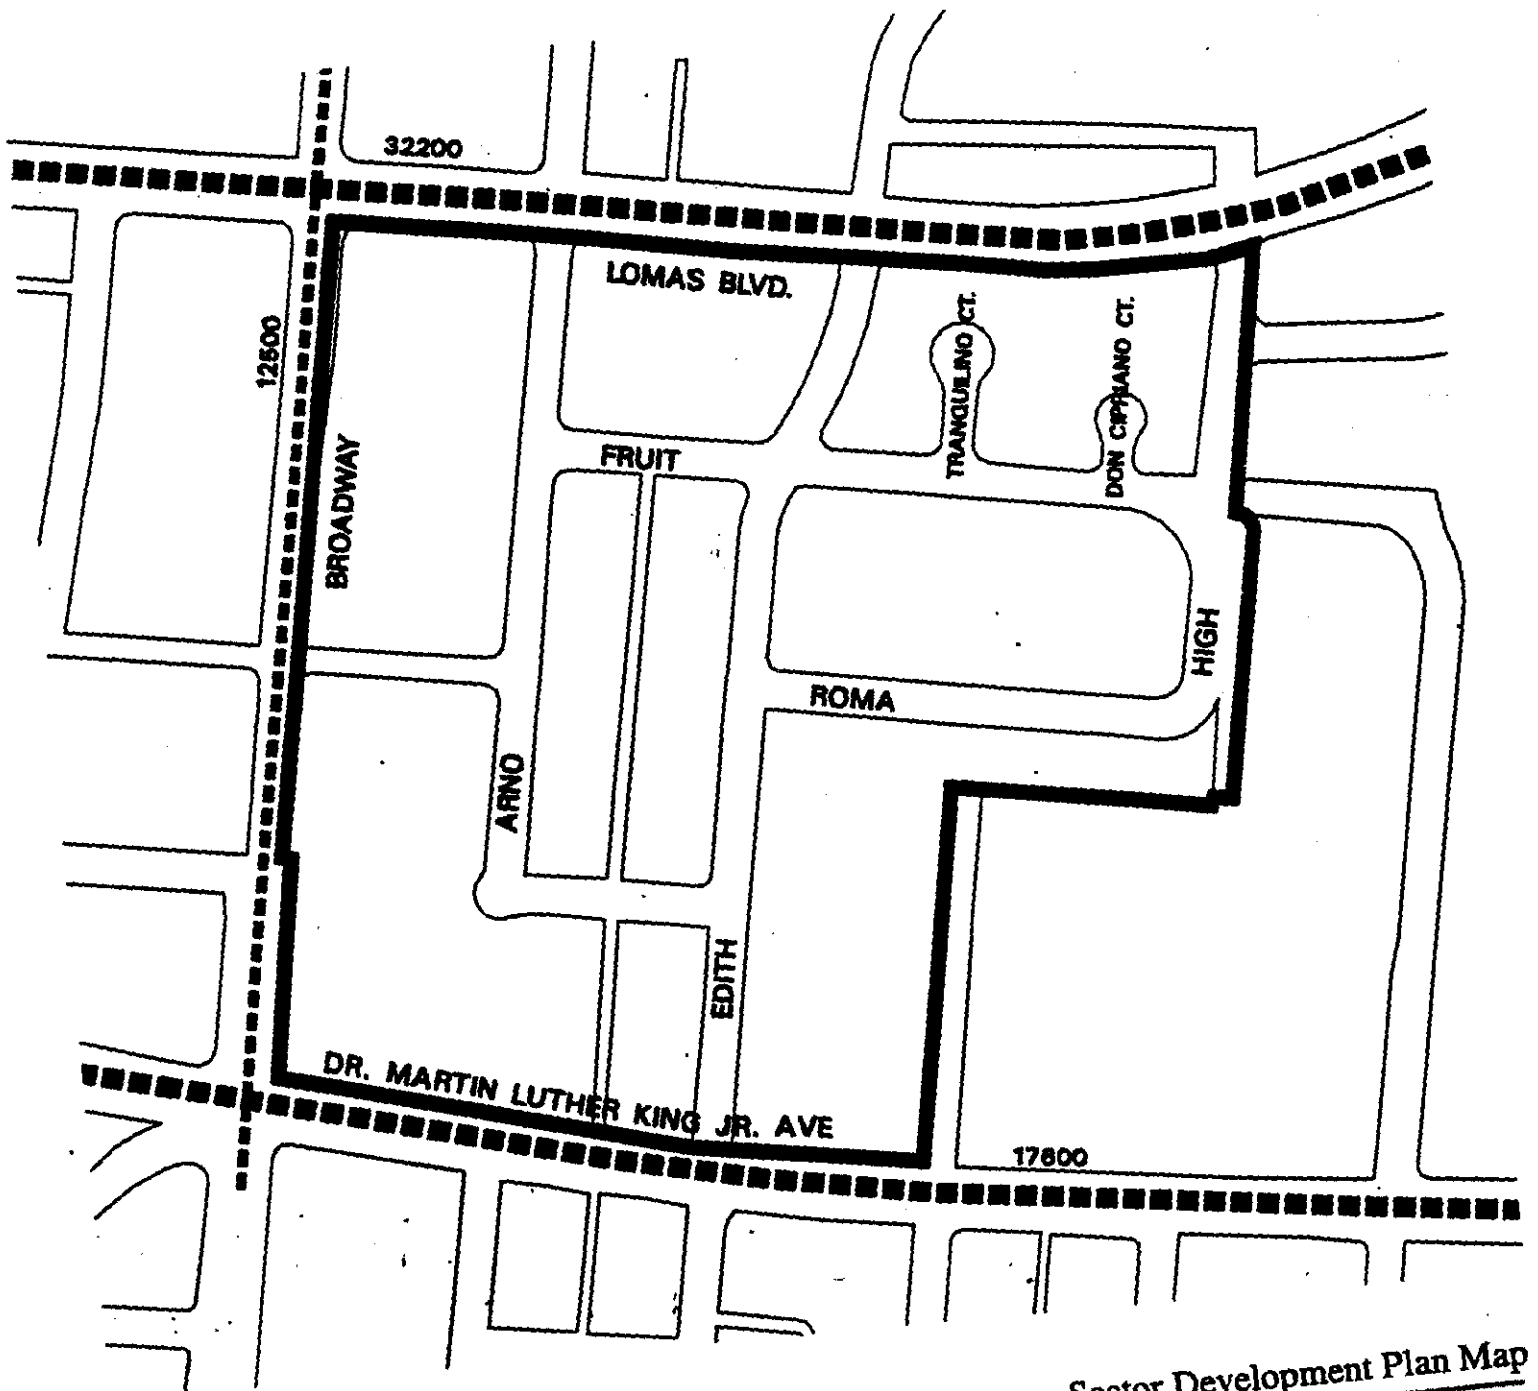 32200
LOMAS BLVD.
12500
BROADWAY
TRANQUILINO CT.
DON CIPRIANO CT.
FRUIT
HIGH
ROMA
ARNO
EDITH
DR. MARTIN LUTHER KING JR. AVE
17600
Sector Development Plan Map